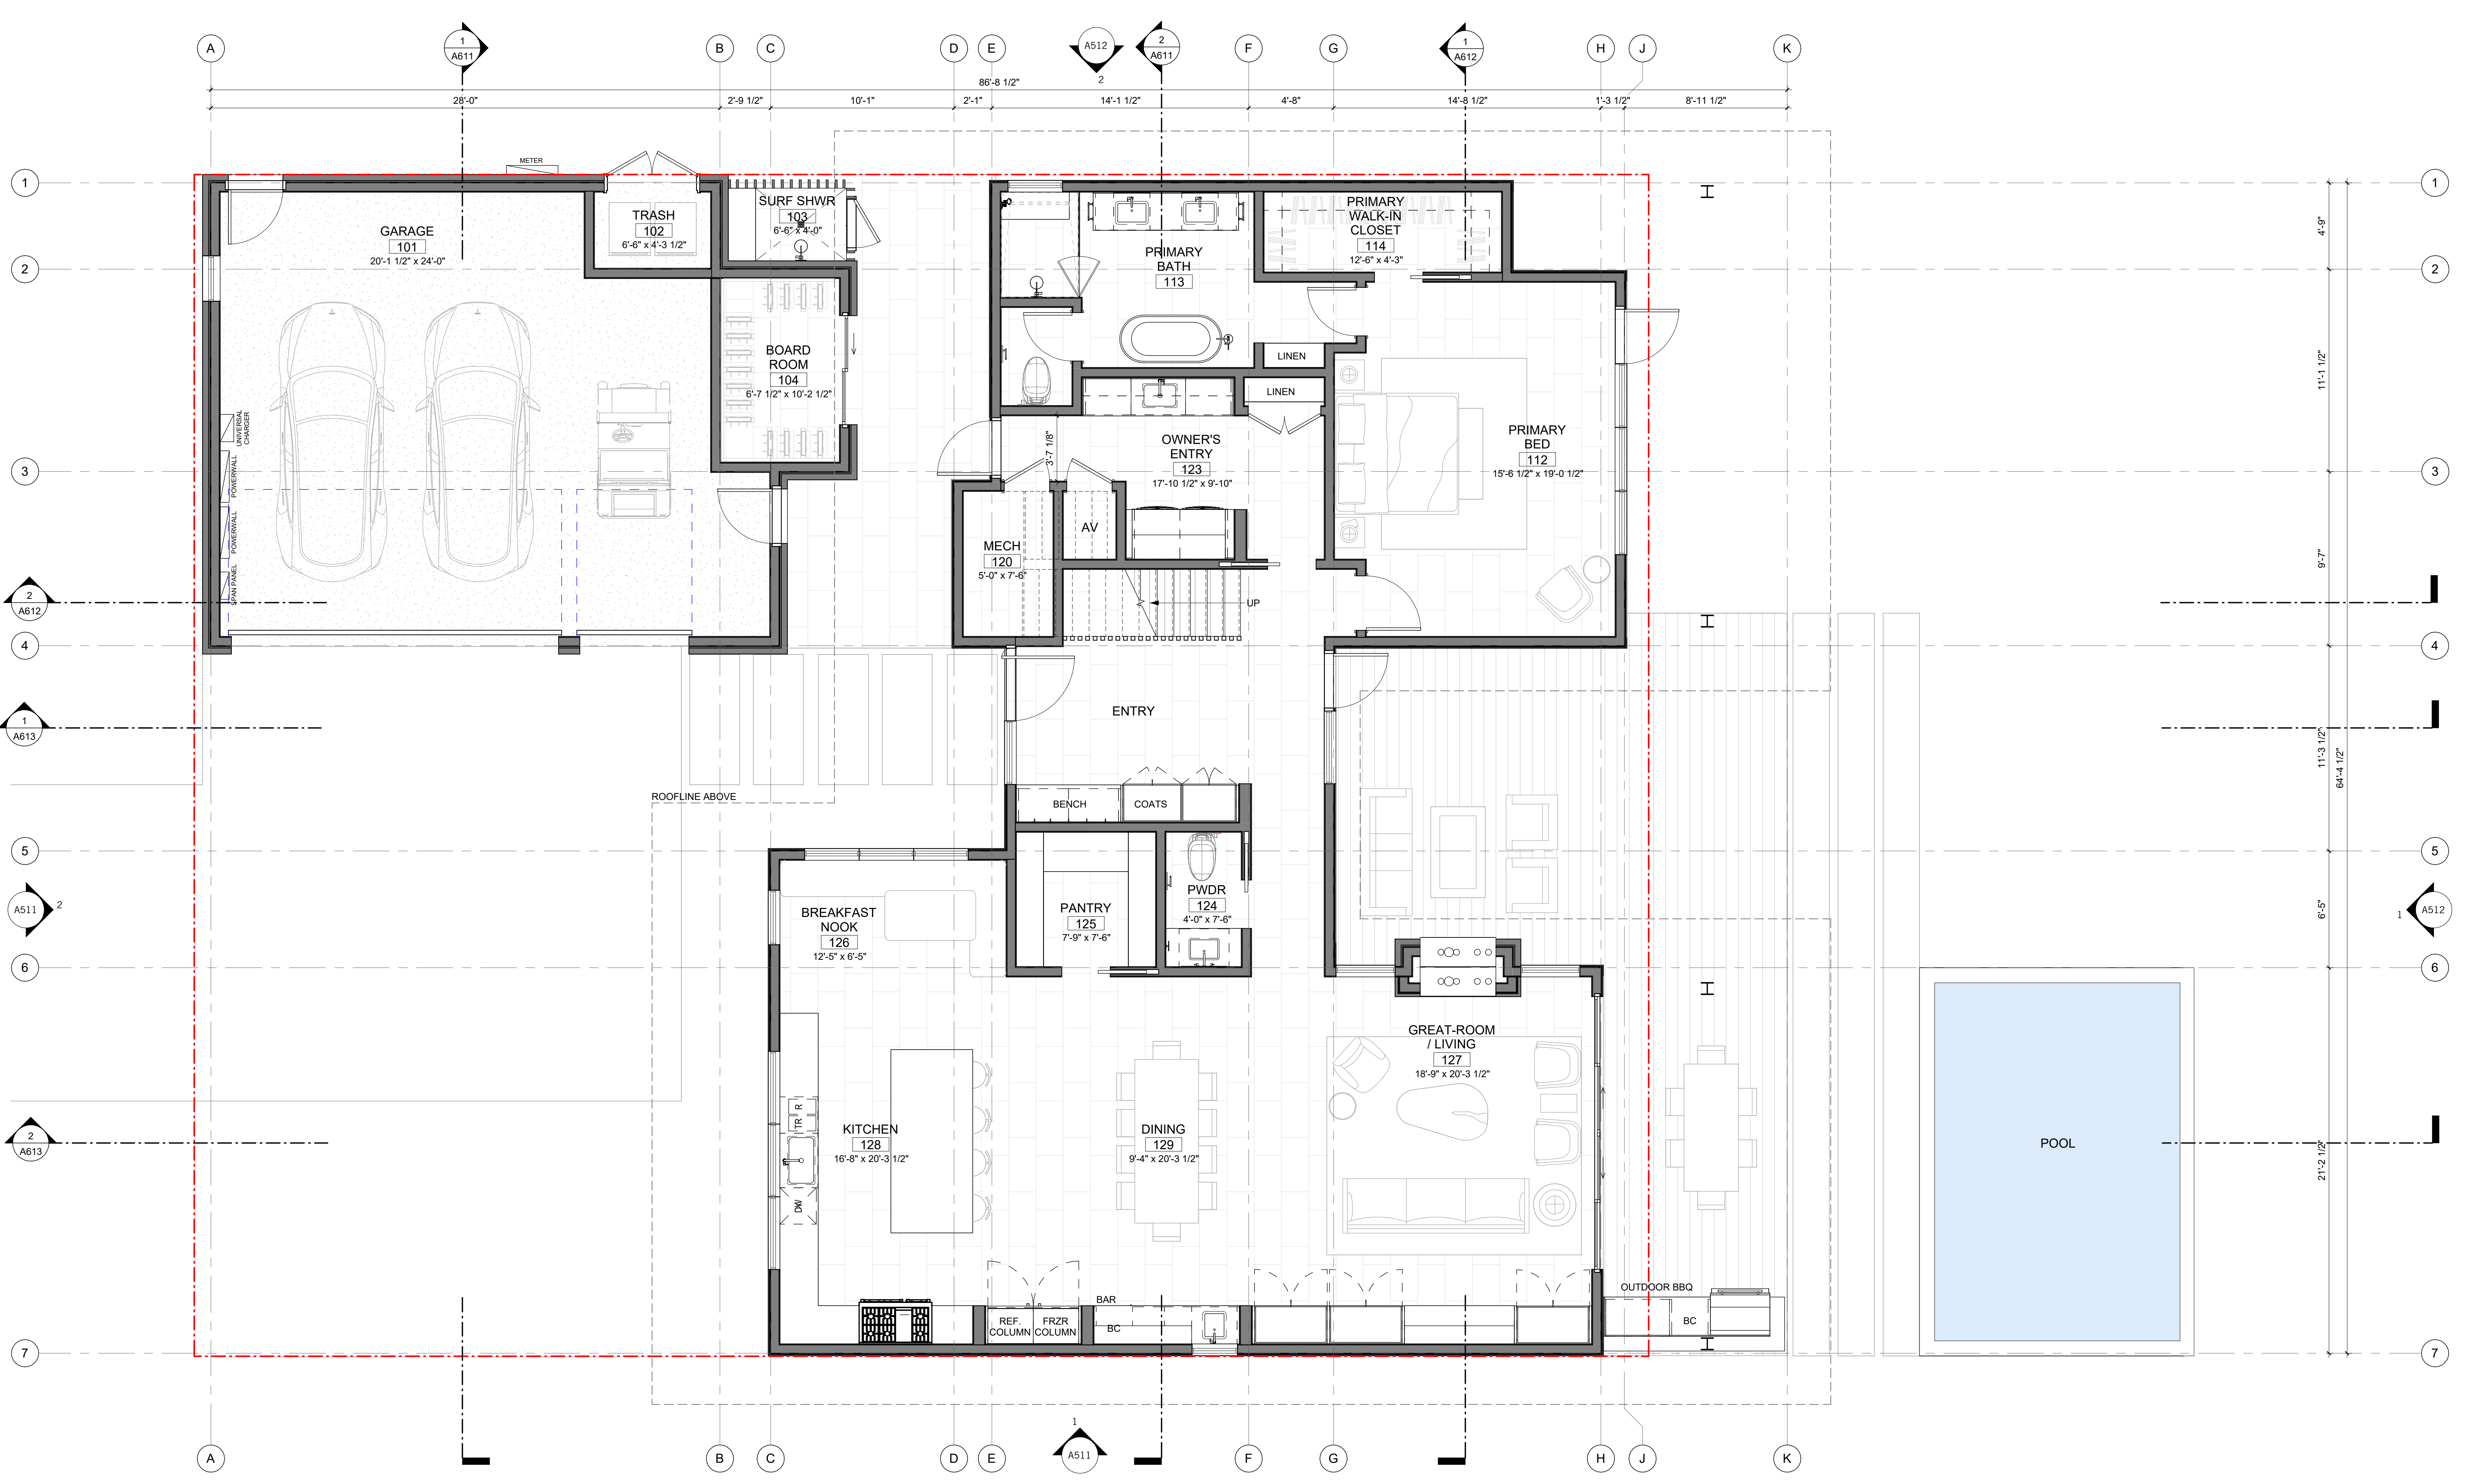 A
1
A611
B
C
D
E
A512
2
2
A611
F
G
1
A612
H
J
K
86'-8 1/2"
28'-0"
2'-9 1/2"
10'-1"
2'-1"
14'-1 1/2"
4'-8"
14'-8 1/2"
1'-3 1/2"
8'-11 1/2"
METER
1
1
SURF SHWR
103
6'-6" x 4'-0"
TRASH
102
6'-6" x 4'-3 1/2"
GARAGE
101
20'-1 1/2" x 24'-0"
PRIMARY
WALK-IN
CLOSET
114
12'-6" x 4'-3"
PRIMARY
BATH
113
4'-9"
2
2
BOARD
ROOM
104
6'-7 1/2" x 10'-2 1/2"
LINEN
LINEN
11'-1 1/2"
UNIVERSAL
CHARGER
POWERWALL
POWERWALL
SPAN PANEL
OWNER'S
ENTRY
123
17'-10 1/2" x 9'-10"
3'-7 1/8"
PRIMARY
BED
112
15'-6 1/2" x 19'-0 1/2"
3
3
AV
MECH
120
5'-0" x 7'-6"
UP
9'-7"
2
A612
4
4
ENTRY
1
A613
11'-3 1/2"
64'-4 1/2"
ROOFLINE ABOVE
BENCH
COATS
5
5
PWDR
124
4'-0" x 7'-6"
PANTRY
125
7'-9" x 7'-6"
BREAKFAST
NOOK
126
12'-5" x 6'-5"
A511
2
6'-5"
1
A512
6
6
GREAT-ROOM
/ LIVING
127
18'-9" x 20'-3 1/2"
TR
R
DW
KITCHEN
128
16'-8" x 20'-3 1/2"
DINING
129
9'-4" x 20'-3 1/2"
POOL
2
A613
21'-2 1/2"
OUTDOOR BBQ
BC
BAR
BC
REF.
COLUMN
FRZR
COLUMN
7
7
1
A511
A
B
C
D
E
F
G
H
J
K